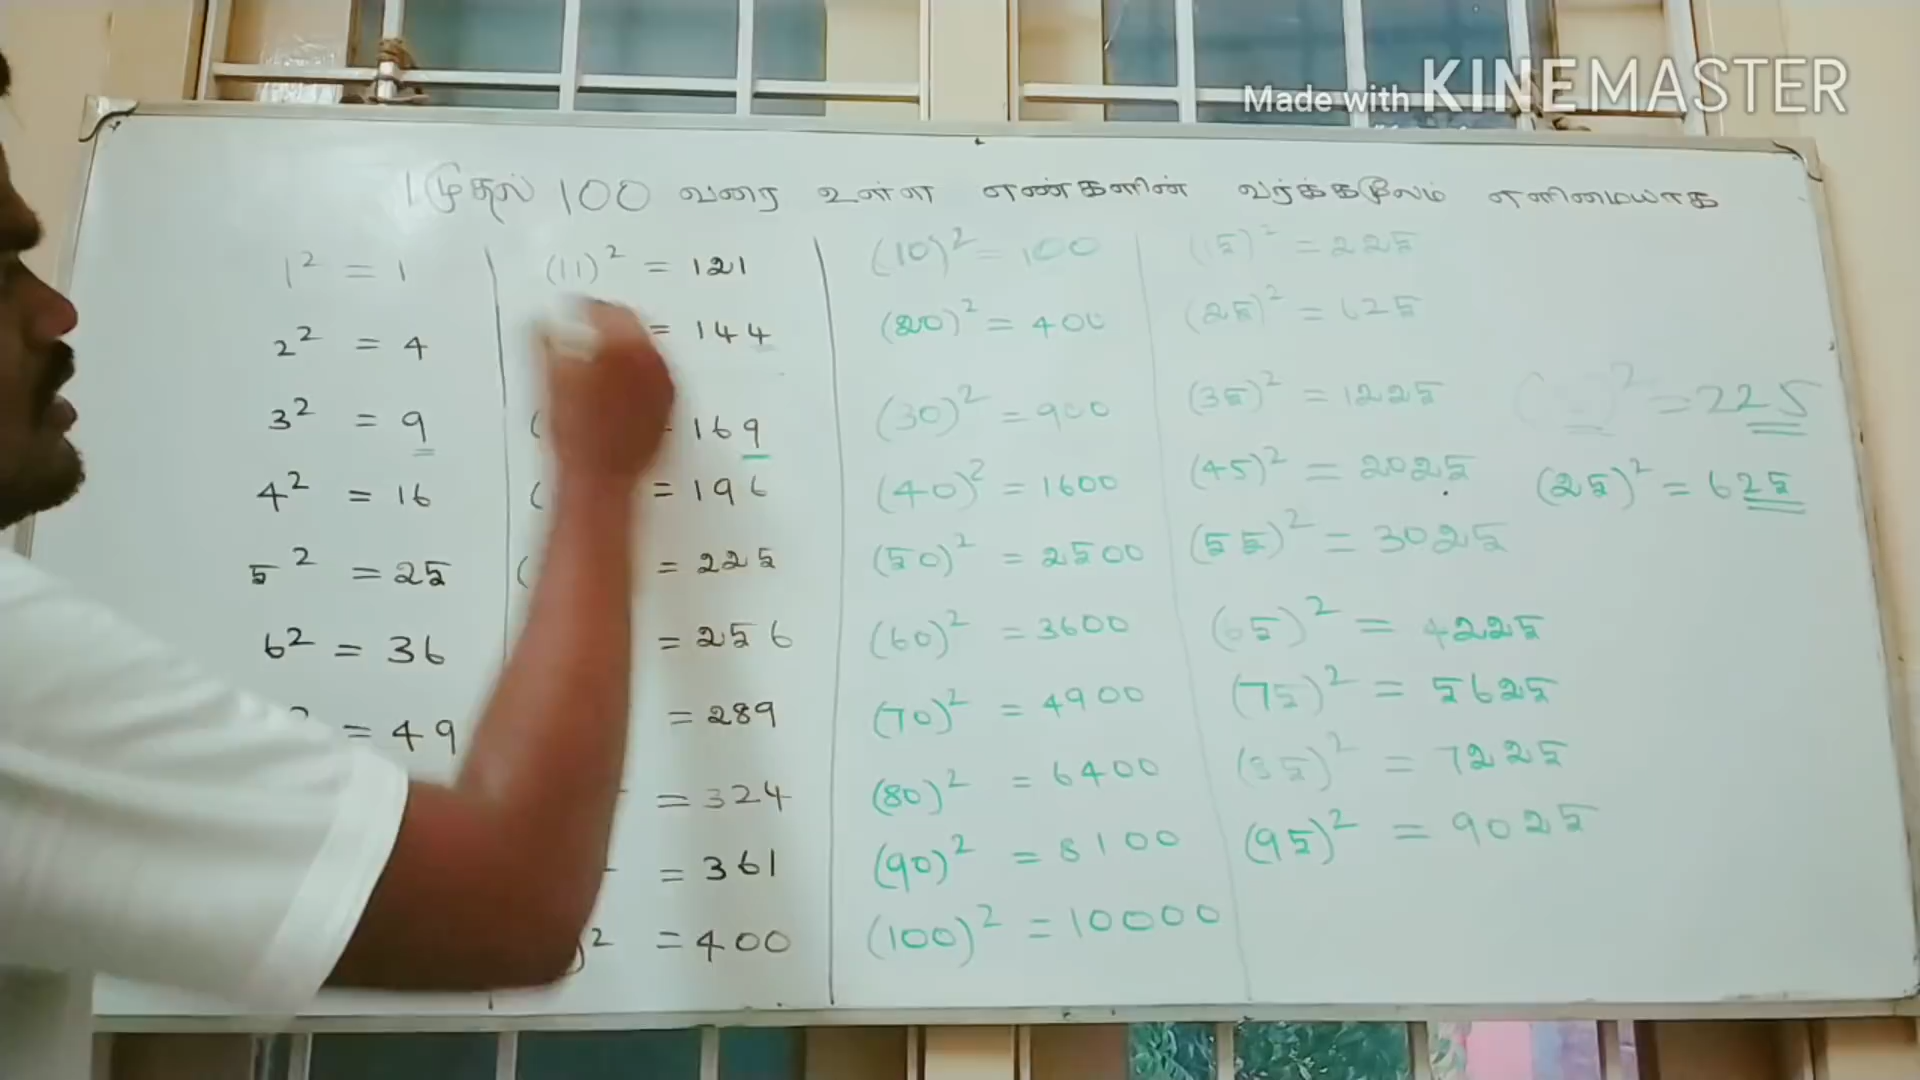 Made with KINEMASTER
1 முதல் 100 வரை உள்ள எண்களின் வர்க்கமூலம் எளிமையாக
1² = 1
2² = 4
3² = 9
4² = 16
5² = 25
6² = 36
² = 49
(11)² = 121
= 144
( = 169
( = 196
( = 225
= 256
= 289
= 324
= 361
)² = 400
(10)² = 100
(20)² = 400
(30)² = 900
(40)² = 1600
(50)² = 2500
(60)² = 3600
(70)² = 4900
(80)² = 6400
(90)² = 8100
(100)² = 10000
(15)² = 225
(25)² = 625
(35)² = 1225
(45)² = 2025
(55)² = 3025
(65)² = 4225
(75)² = 5625
(85)² = 7225
(95)² = 9025
( )² = 225
(25)² = 625